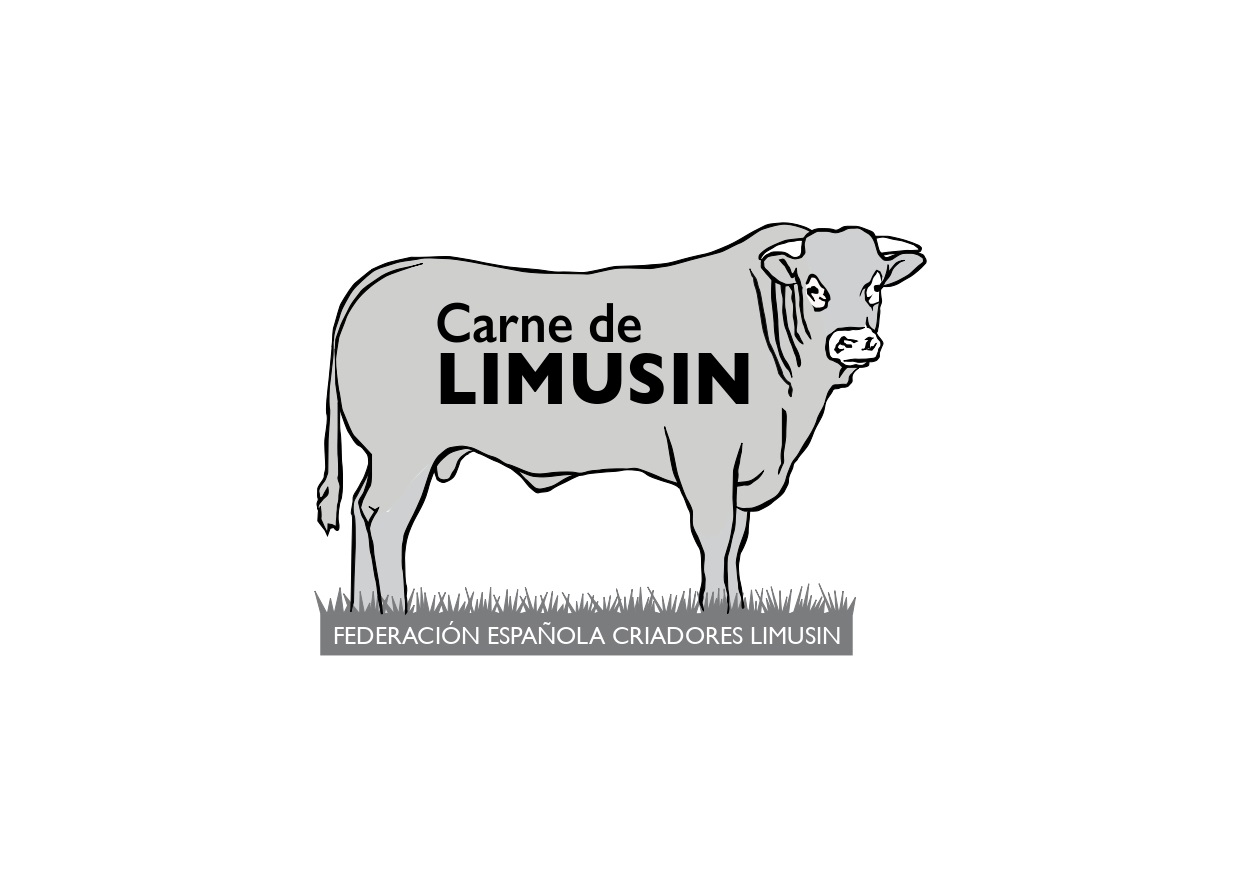 Carne de
LIMUSIN
FEDERACIÓN ESPAÑOLA CRIADORES LIMUSIN